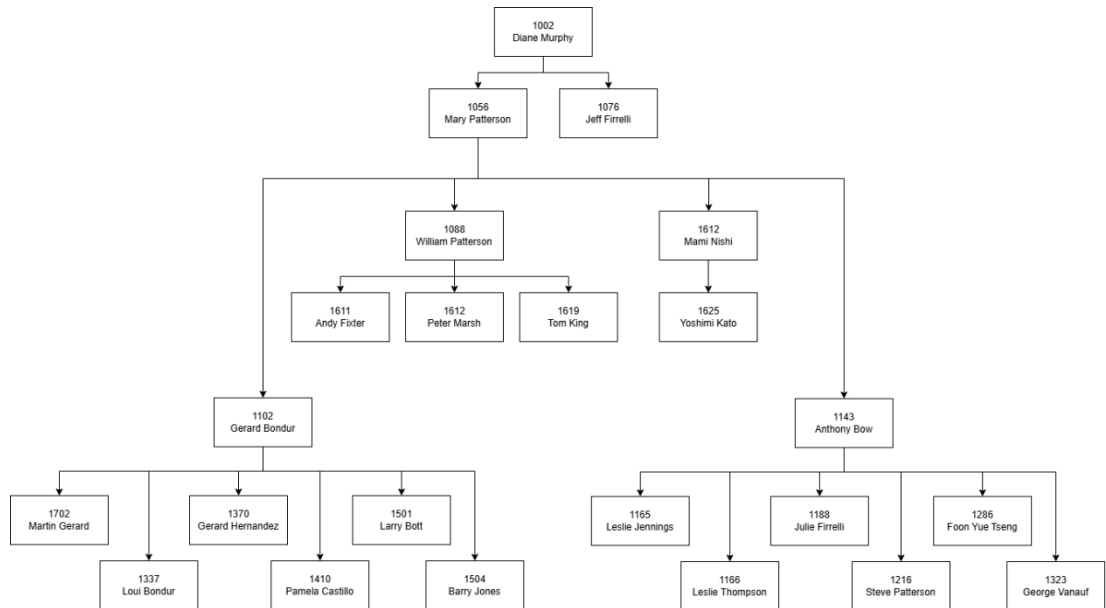 1002
Diane Murphy
1056
Mary Patterson
1076
Jeff Firrelli
1088
William Patterson
1612
Mami Nishi
1611
Andy Fixter
1612
Peter Marsh
1619
Tom King
1625
Yoshimi Kato
1102
Gerard Bondur
1143
Anthony Bow
1702
Martin Gerard
1370
Gerard Hernandez
1501
Larry Bott
1165
Leslie Jennings
1188
Julie Firrelli
1286
Foon Yue Tseng
1337
Loui Bondur
1410
Pamela Castillo
1504
Barry Jones
1166
Leslie Thompson
1216
Steve Patterson
1323
George Vanauf